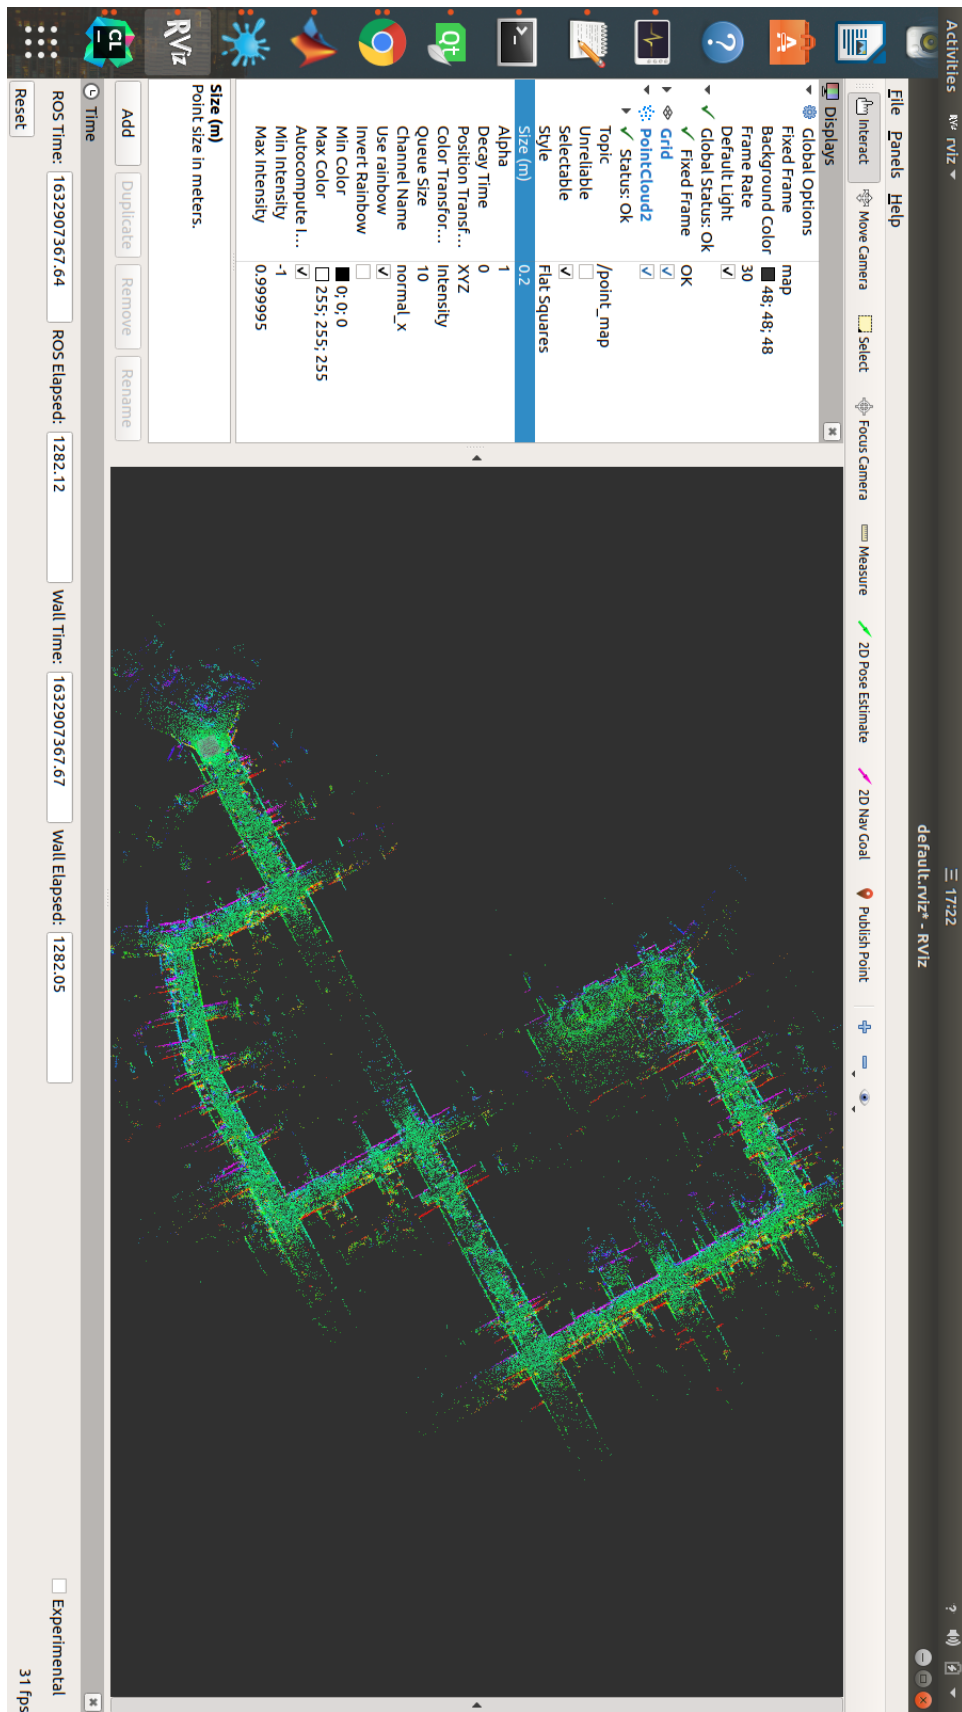 Activities
RViz rviz
三 17:22
default.rviz* - RViz
File Panels Help
Interact Move Camera Select Focus Camera Measure 2D Pose Estimate 2D Nav Goal Publish Point
Displays
Global Options
Fixed Frame map
Background Color 48; 48; 48
Frame Rate 30
Default Light
Global Status: Ok
Fixed Frame OK
Grid
PointCloud2
Status: Ok
Topic /point_map
Unreliable
Selectable
Style Flat Squares
Size (m) 0.2
Alpha 1
Decay Time 0
Position Transf... XYZ
Color Transfor... Intensity
Queue Size 10
Channel Name normal_x
Use rainbow
Invert Rainbow
Min Color 0; 0; 0
Max Color 255; 255; 255
Autocompute I...
Min Intensity -1
Max Intensity 0.999995
Size (m)
Point size in meters.
Add Duplicate Remove Rename
Time
ROS Time: 1632907367.64 ROS Elapsed: 1282.12 Wall Time: 1632907367.67 Wall Elapsed: 1282.05 Experimental
Reset 31 fps
Qt
RViz
CL